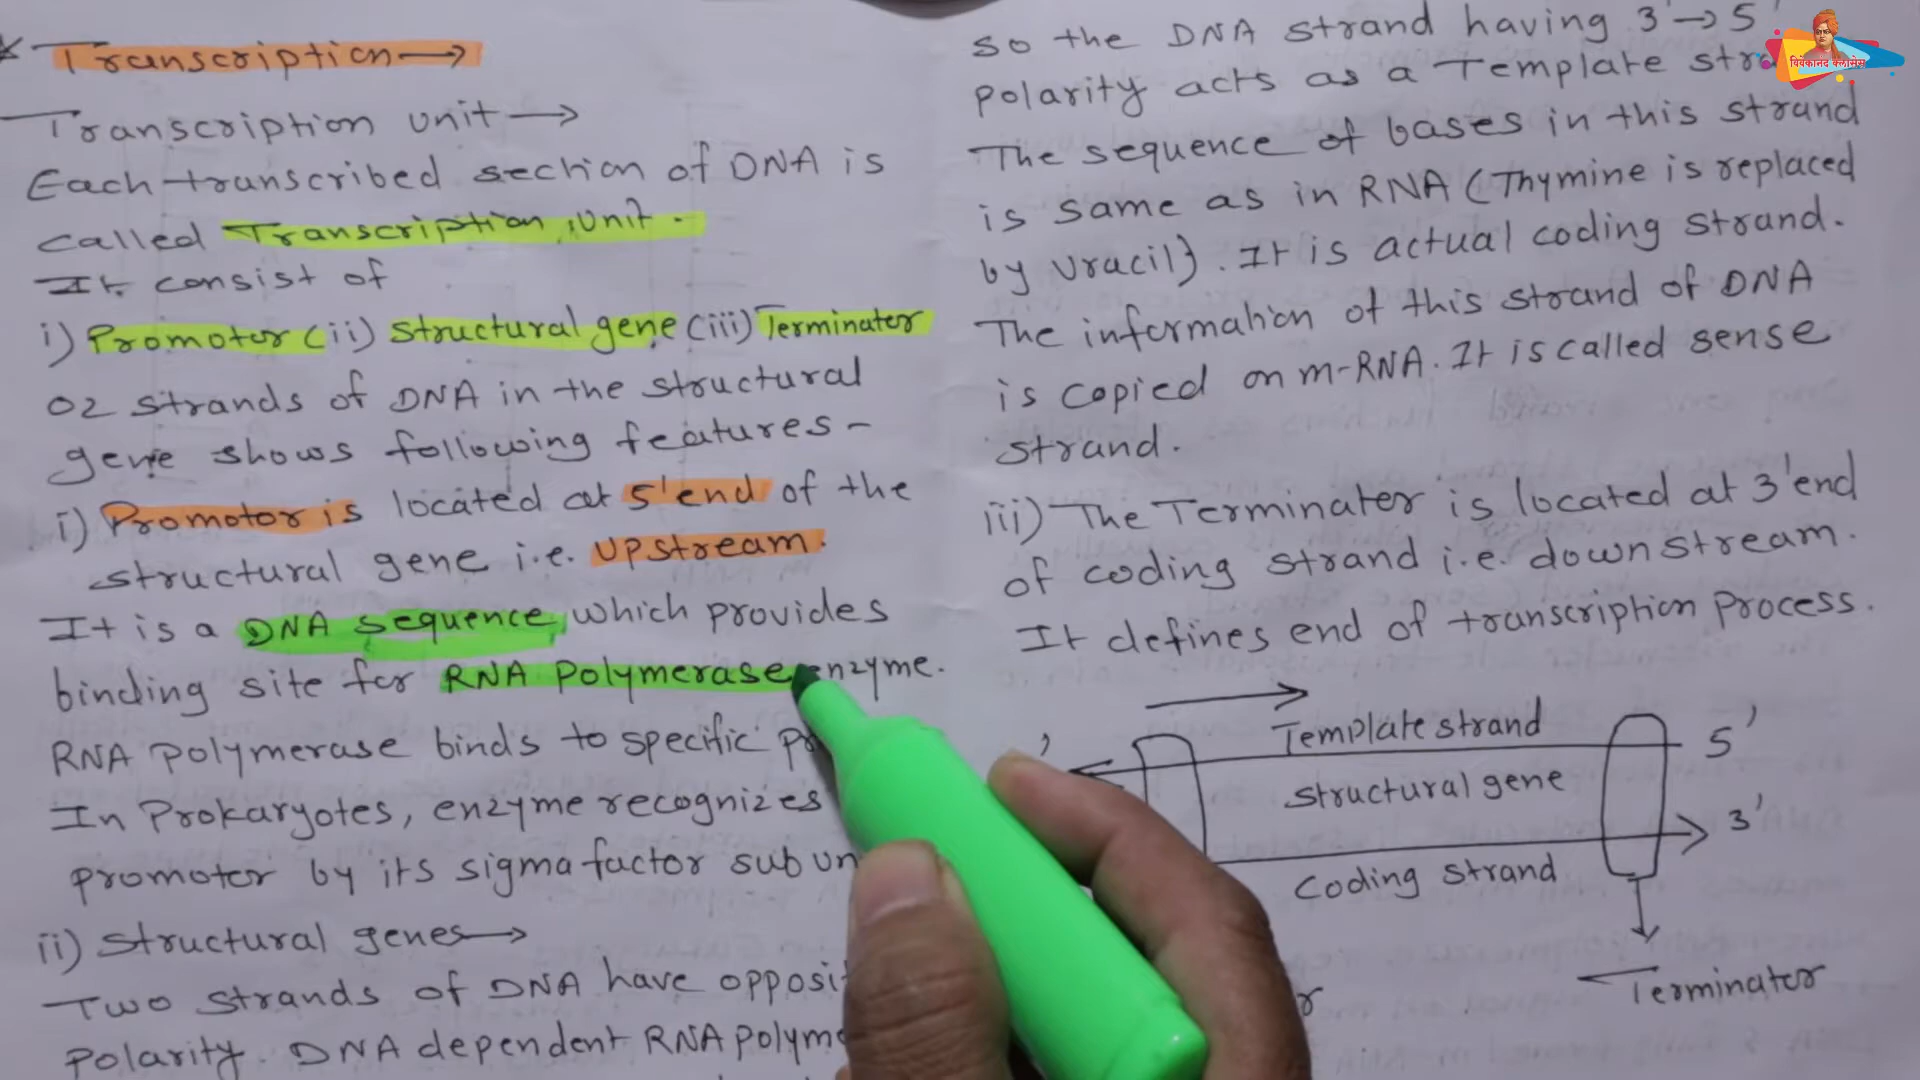 Transcription →
Transcription unit →
Each transcribed section of DNA is
called Transcription unit.
It consist of
i) Promotor (ii) Structural gene (iii) Terminater
02 strands of DNA in the structural
gene shows following features-
i) Promotor is located at 5' end of the
structural gene i.e. Upstream.
It is a DNA sequence which provides
binding site for RNA Polymerase enzyme.
RNA polymerase binds to specific
In Prokaryotes, enzyme recognizes
promoter by its sigma factor
ii) Structural genes →
Two strands of DNA have
Polarity. DNA dependent RNA
so the DNA strand having 3' → 5'
polarity acts as a Template
The sequence of bases in this strand
is same as in RNA (Thymine is replaced
by Uracil). It is actual coding strand.
The information of this strand of DNA
is copied on m-RNA. It is called sense
strand.
iii) The Terminater is located at 3' end
of coding strand i.e. downstream.
It defines end of transcription process.
Template strand
5'
Structural gene
3'
Coding strand
Terminator
विवेकानंद क्लासेस